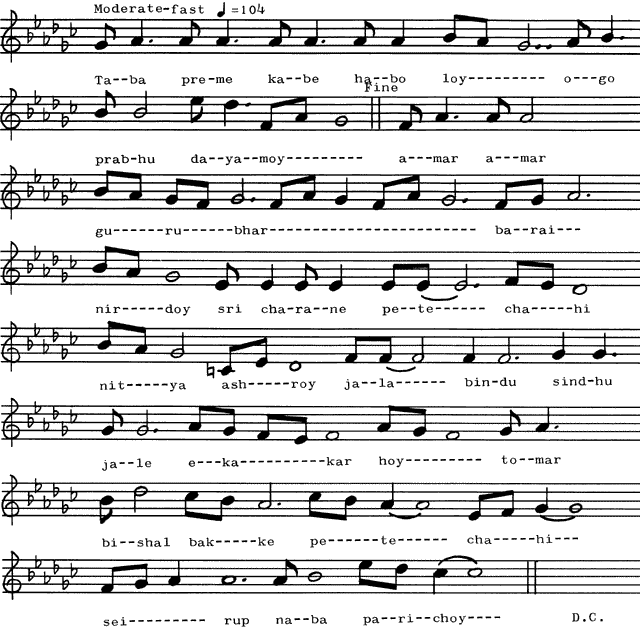 Moderate-fast ♩=104
Ta--ba pre-me ka--be ha--bo loy--------- o---go
Fine
prab-hu da--ya--moy---------- a---mar a---mar
gu------ru-----bhar-------------------------- ba--rai---
nir----doy sri cha-ra--ne pe--te------ cha----hi
nit-----ya ash-----roy ja-la------ bin-du sind-hu
ja--le e---ka----------kar hoy--------- to--mar
bi--shal bak---ke pe------te----- cha---hi---
sei--------- rup na--ba pa--ri--choy----
D.C.